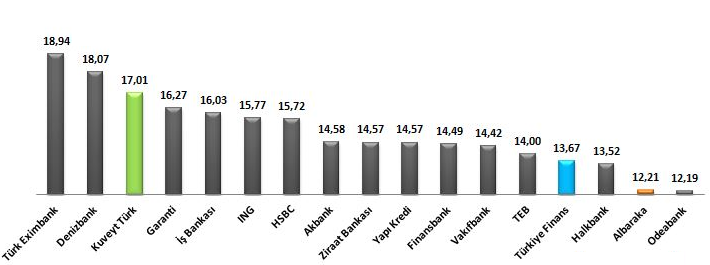 18,94
18,07
17,01
16,27
16,03
15,77
15,72
14,58
14,57
14,57
14,49
14,42
14,00
13,67
13,52
12,21
12,19
Türk Eximbank
Denizbank
Kuveyt Türk
Garanti
İş Bankası
ING
HSBC
Akbank
Ziraat Bankası
Yapı Kredi
Finansbank
Vakıfbank
TEB
Türkiye Finans
Halkbank
Albaraka
Odeabank